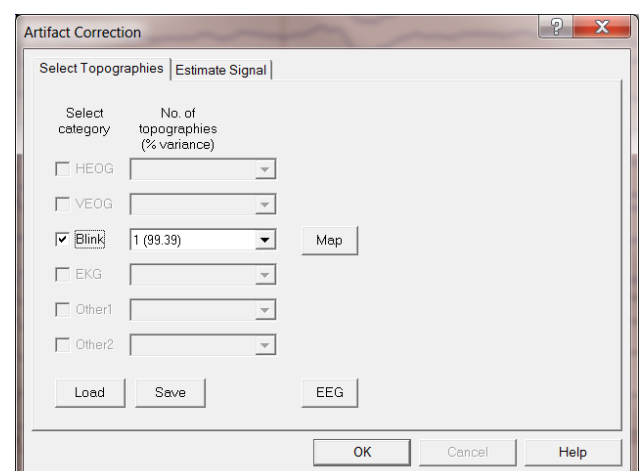 Artifact Correction
Select Topographies Estimate Signal
Select No. of
category topographies
(% variance)
HEOG
VEOG
Blink 1 (99.39) Map
EKG
Other1
Other2
Load Save EEG
OK Cancel Help